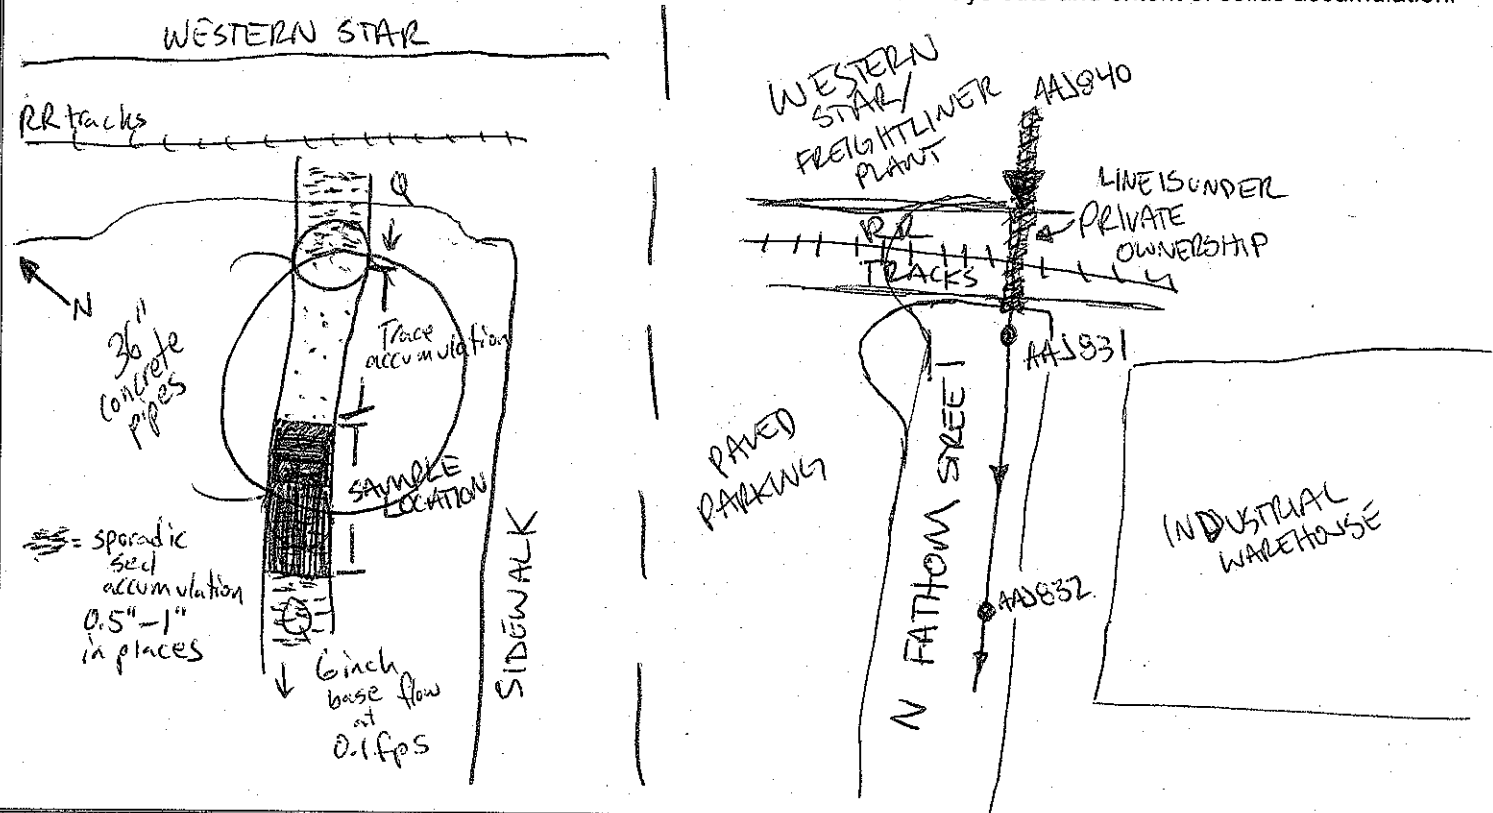 WESTERN STAR
RR tracks
Q
N
36"
concrete
pipes
Trace
accumulation
SAMPLE
LOCATION
= sporadic
sed
accumulation
0.5"-1"
in places
Q
6 inch
base flow
at
0.1 fps
SIDEWALK
WESTERN
STAR/
FREIGHTLINER
PLANT
AAJ840
LINE IS UNDER
PRIVATE
OWNERSHIP
RR
TRACKS
AAJ831
PAVED
PARKING
N FATHOM STREET
AAJ832
INDUSTRIAL
WAREHOUSE